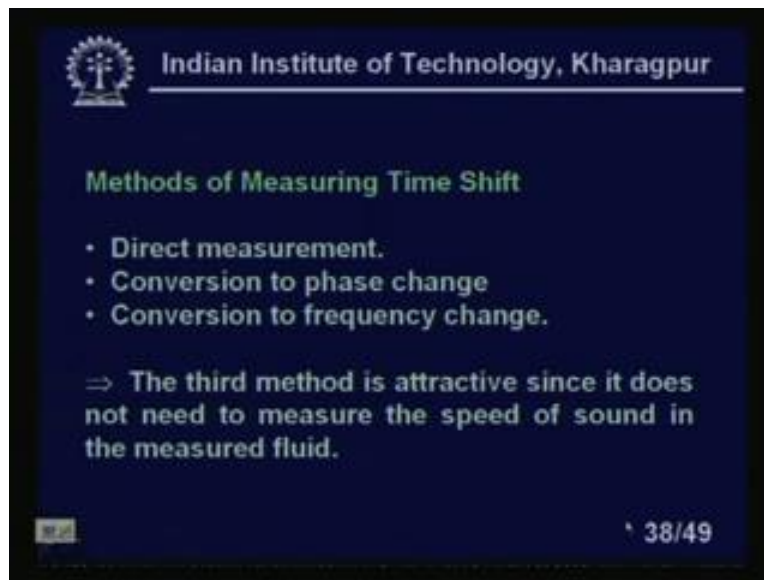 Indian Institute of Technology, Kharagpur
Methods of Measuring Time Shift
• Direct measurement.
• Conversion to phase change
• Conversion to frequency change.
⇒ The third method is attractive since it does
not need to measure the speed of sound in
the measured fluid.
38/49